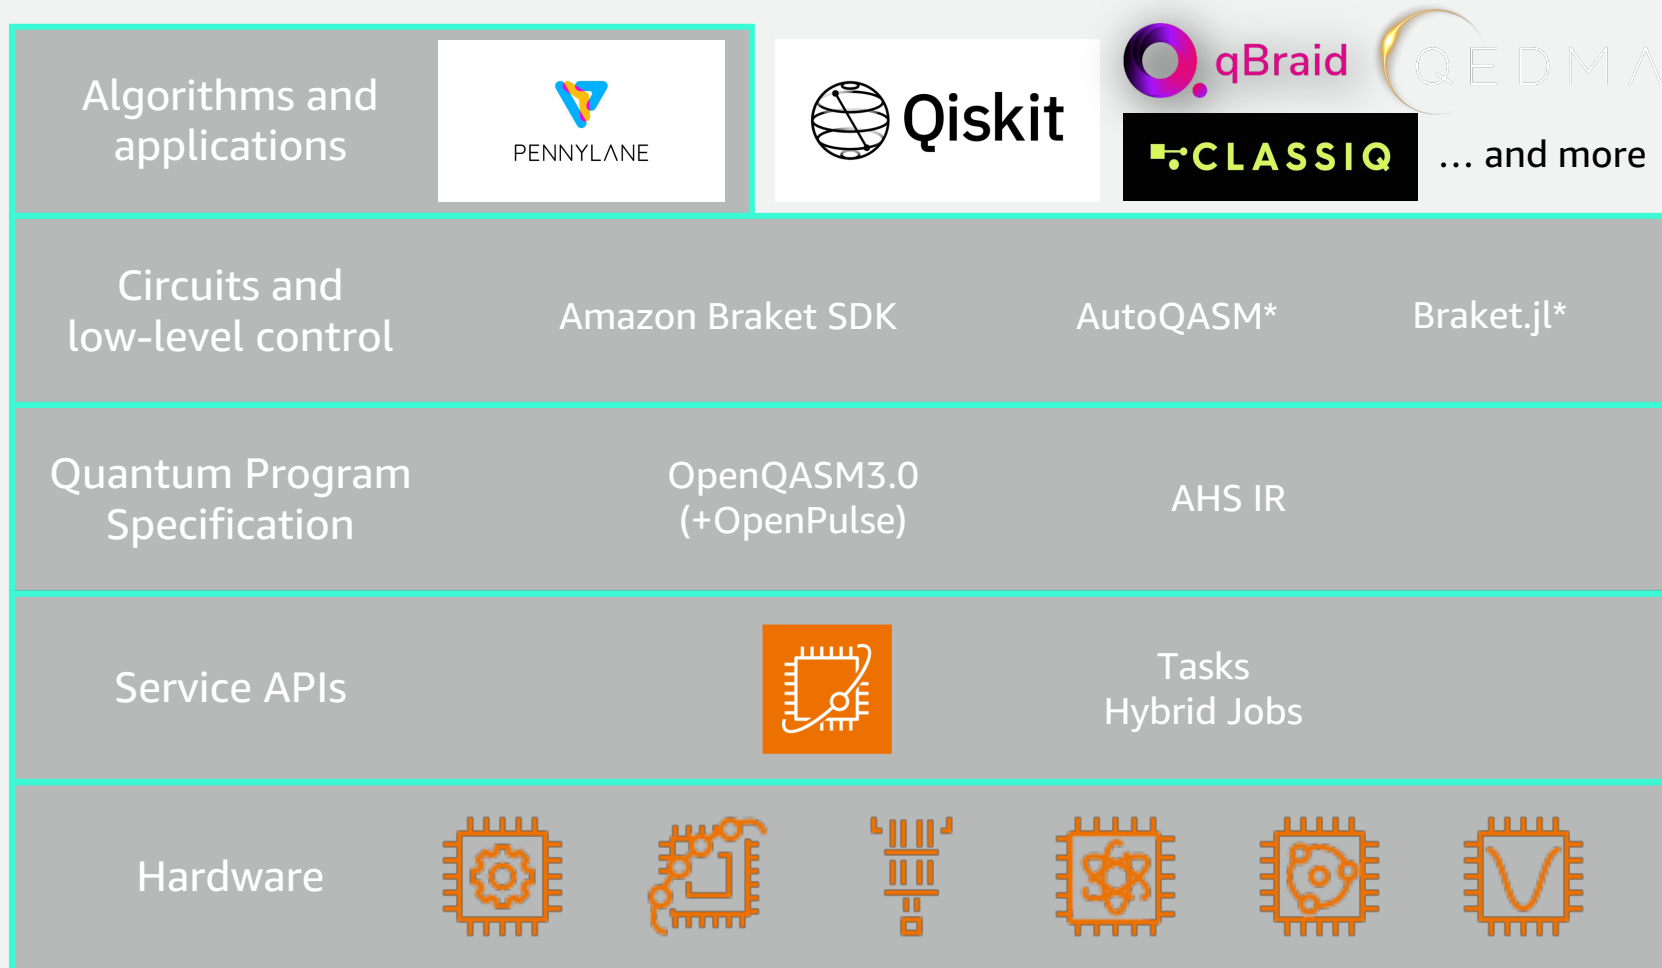 Algorithms and
applications
PENNYLANE
Qiskit
qBraid
QEDMA
CLASSIQ
... and more
Circuits and
low-level control
Amazon Braket SDK
AutoQASM*
Braket.jl*
Quantum Program
Specification
OpenQASM3.0
(+OpenPulse)
AHS IR
Service APIs
Tasks
Hybrid Jobs
Hardware